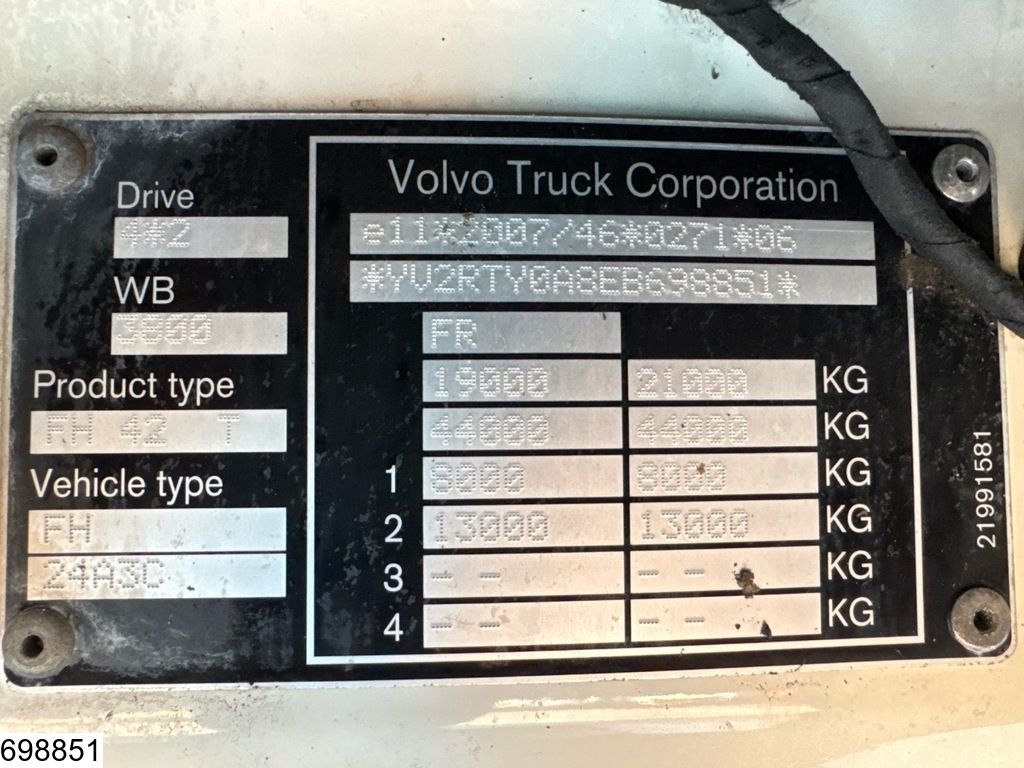 Drive
4*2
WB
3800
Product type
FH 42 T
Vehicle type
FH
24A3C
Volvo Truck Corporation
e11*2007/46*0271*06
*YV2RTY0A8EB698851*
FR
19000 21000 KG
44000 44000 KG
1 8000 8000 KG
2 13000 13000 KG
3 - - - - KG
4 - - - - KG
21991581
698851